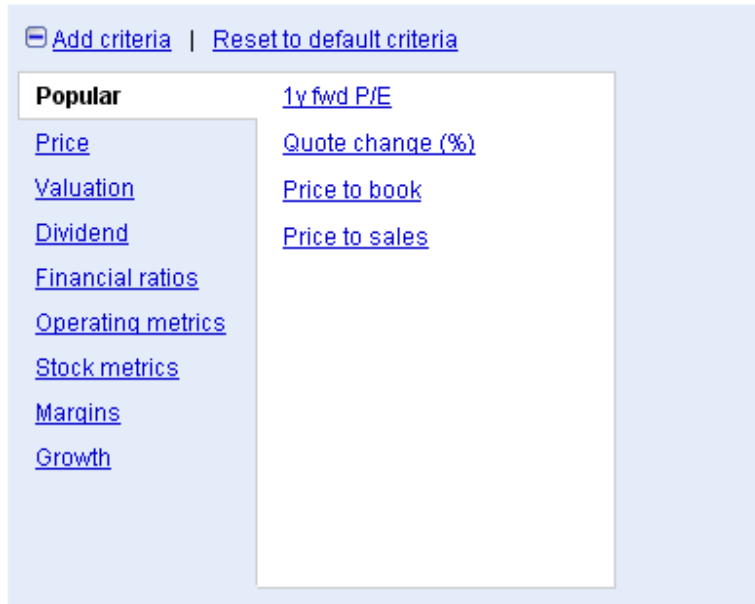 Add criteria | Reset to default criteria
Popular
Price
Valuation
Dividend
Financial ratios
Operating metrics
Stock metrics
Margins
Growth
1y fwd P/E
Quote change (%)
Price to book
Price to sales